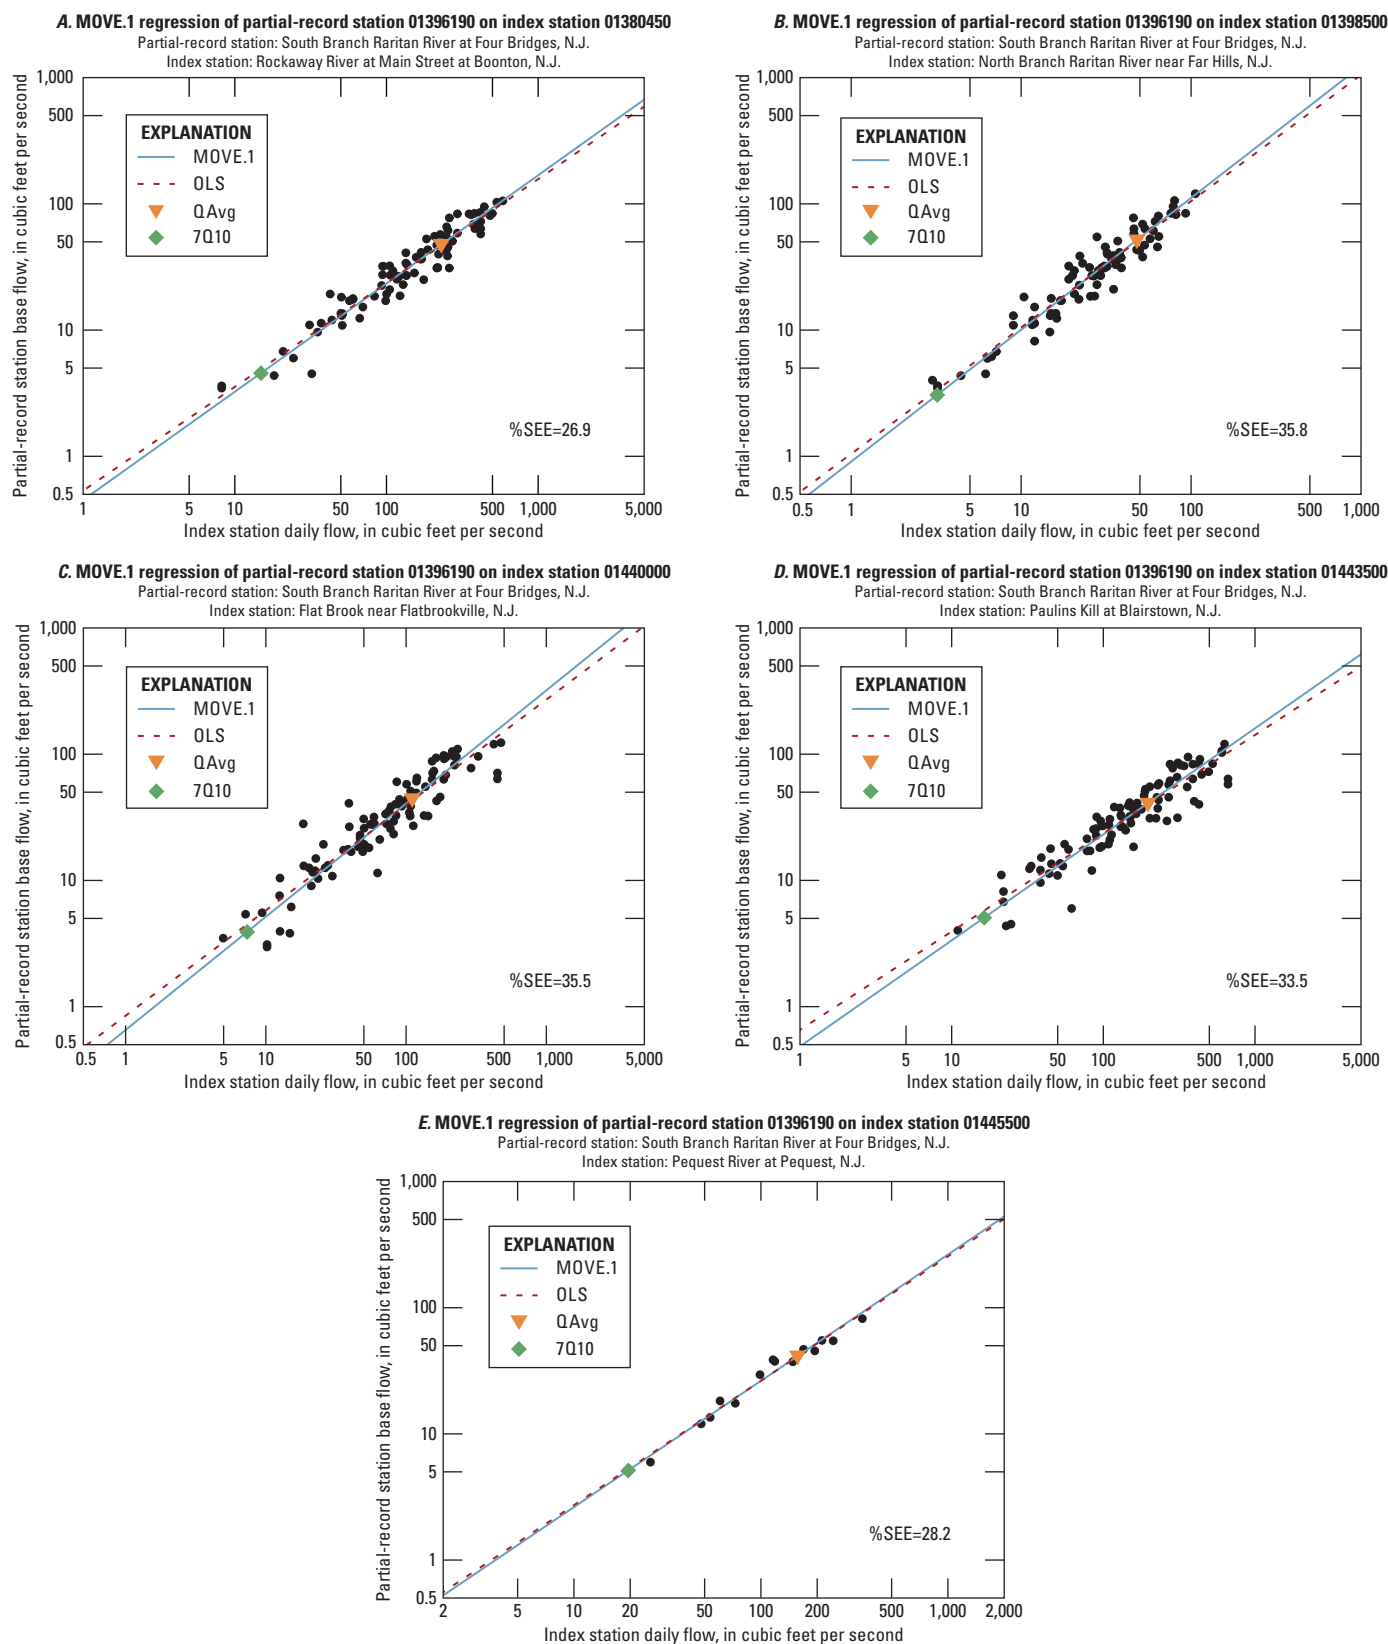 A. MOVE.1 regression of partial-record station 01396190 on index station 01380450
Partial-record station: South Branch Raritan River at Four Bridges, N.J.
Index station: Rockaway River at Main Street at Boonton, N.J.
Partial-record station base flow, in cubic feet per second
1,000
500
100
50
10
5
1
0.5
EXPLANATION
MOVE.1
OLS
QAvg
7Q10
%SEE=26.9
1 5 10 50 100 500 1,000 5,000
Index station daily flow, in cubic feet per second
B. MOVE.1 regression of partial-record station 01396190 on index station 01398500
Partial-record station: South Branch Raritan River at Four Bridges, N.J.
Index station: North Branch Raritan River near Far Hills, N.J.
Partial-record station base flow, in cubic feet per second
1,000
500
100
50
10
5
1
0.5
EXPLANATION
MOVE.1
OLS
QAvg
7Q10
%SEE=35.8
0.5 1 5 10 50 100 500 1,000
Index station daily flow, in cubic feet per second
C. MOVE.1 regression of partial-record station 01396190 on index station 01440000
Partial-record station: South Branch Raritan River at Four Bridges, N.J.
Index station: Flat Brook near Flatbrookville, N.J.
Partial-record station base flow, in cubic feet per second
1,000
500
100
50
10
5
1
0.5
EXPLANATION
MOVE.1
OLS
QAvg
7Q10
%SEE=35.5
0.5 1 5 10 50 100 500 1,000 5,000
Index station daily flow, in cubic feet per second
D. MOVE.1 regression of partial-record station 01396190 on index station 01443500
Partial-record station: South Branch Raritan River at Four Bridges, N.J.
Index station: Paulins Kill at Blairstown, N.J.
Partial-record station base flow, in cubic feet per second
1,000
500
100
50
10
5
1
0.5
EXPLANATION
MOVE.1
OLS
QAvg
7Q10
%SEE=33.5
1 5 10 50 100 500 1,000 5,000
Index station daily flow, in cubic feet per second
E. MOVE.1 regression of partial-record station 01396190 on index station 01445500
Partial-record station: South Branch Raritan River at Four Bridges, N.J.
Index station: Pequest River at Pequest, N.J.
Partial-record station base flow, in cubic feet per second
1,000
500
100
50
10
5
1
0.5
EXPLANATION
MOVE.1
OLS
QAvg
7Q10
%SEE=28.2
2 5 10 20 50 100 200 500 1,000 2,000
Index station daily flow, in cubic feet per second